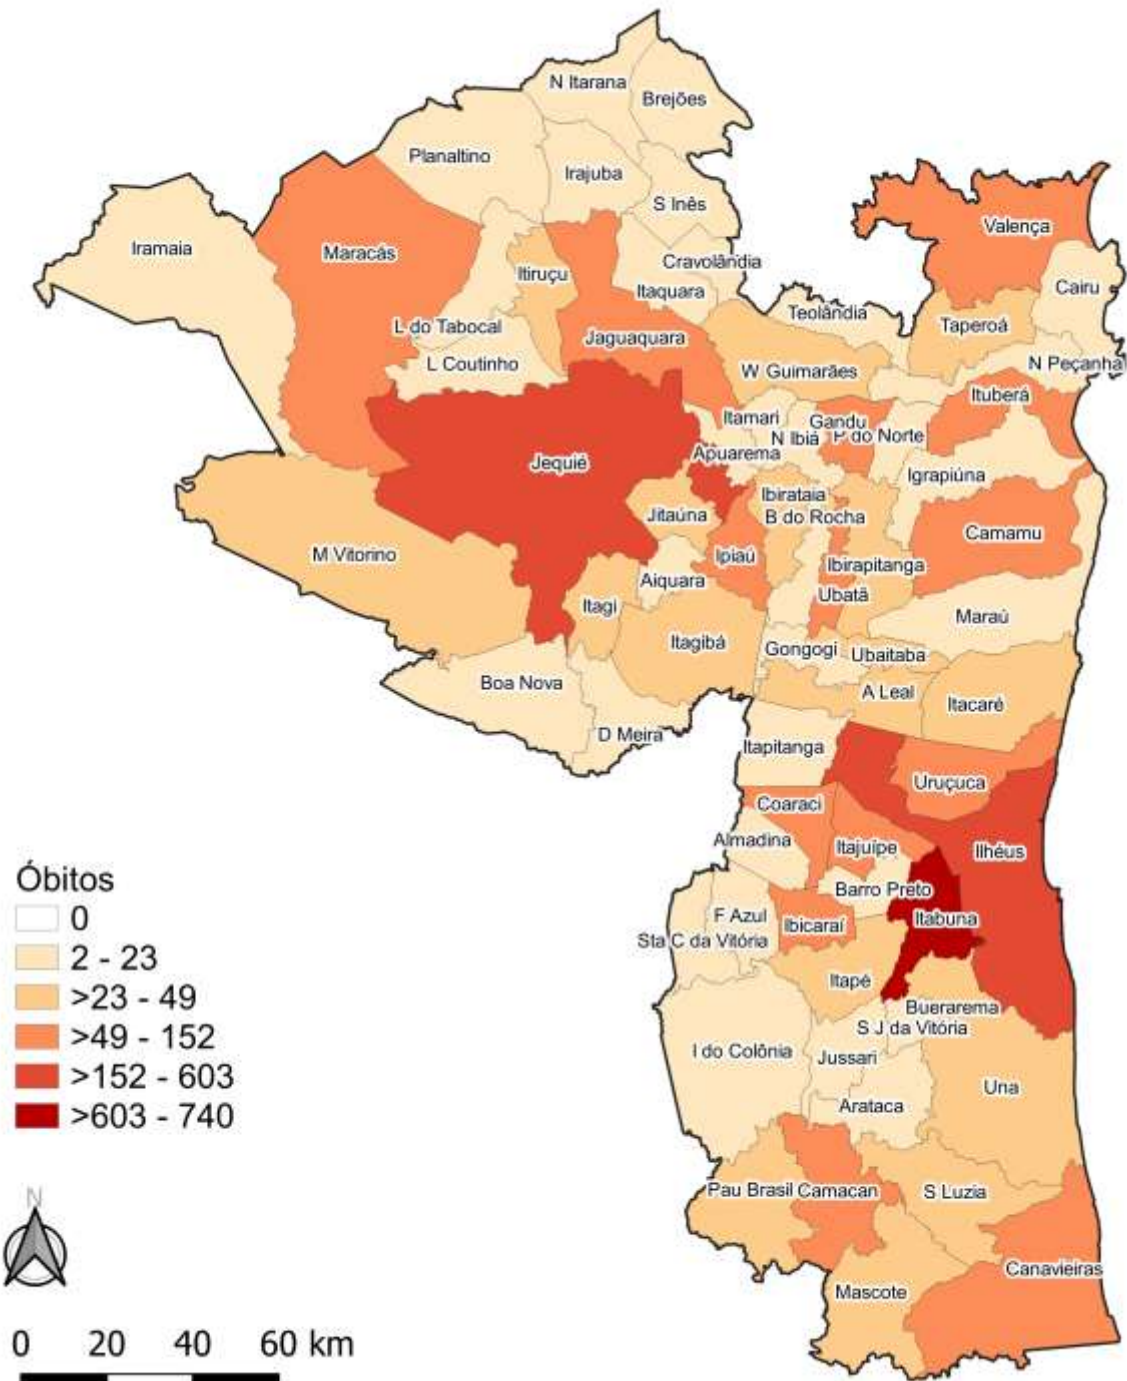 N Itarana
Brejões
Planaltino
Irajuba
S Inês
Valença
Iramaia
Maracás
Cravolândia
Itiruçu
Itaquara
Cairu
Teolândia
Taperoá
L do Tabocal
Jaguaquara
L Coutinho
W Guimarães
N Peçanha
Ituberá
Itamari
Gandu
N Ibiá
P do Norte
Apuarema
Jequié
Igrapiúna
Ibirataia
Jitaúna
B do Rocha
Camamu
M Vitorino
Ipiaú
Ibirapitanga
Aiquara
Ubatã
Itagi
Maraú
Itagibá
Gongogi
Ubaitaba
Boa Nova
A Leal
Itacaré
D Meira
Itapitanga
Uruçuca
Coaraci
Almadina
Itajuípe
Ilhéus
Barro Preto
F Azul
Ibicaraí
Itabuna
Sta C da Vitória
Itapé
Buerarema
S J da Vitória
I do Colônia
Jussari
Una
Arataca
Pau Brasil
Camacan
S Luzia
Canavieiras
Mascote
Óbitos
0
2 - 23
>23 - 49
>49 - 152
>152 - 603
>603 - 740
N
0 20 40 60 km